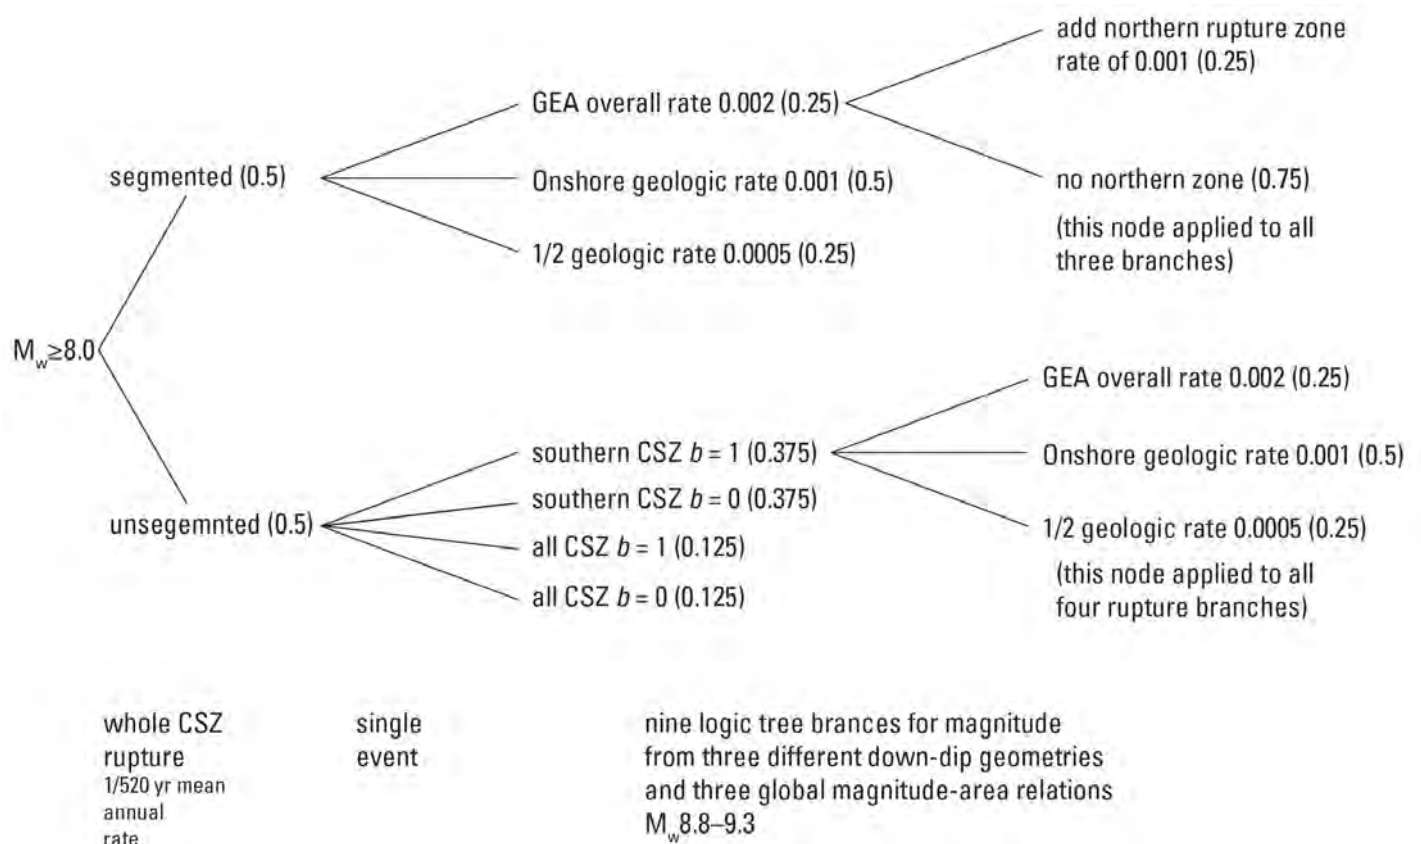 add northern rupture zone
rate of 0.001 (0.25)
GEA overall rate 0.002 (0.25)
segmented (0.5)
Onshore geologic rate 0.001 (0.5)
no northern zone (0.75)
(this node applied to all
three branches)
1/2 geologic rate 0.0005 (0.25)
Mw≥8.0
GEA overall rate 0.002 (0.25)
southern CSZ b = 1 (0.375)
Onshore geologic rate 0.001 (0.5)
southern CSZ b = 0 (0.375)
unsegemnted (0.5)
1/2 geologic rate 0.0005 (0.25)
all CSZ b = 1 (0.125)
(this node applied to all
four rupture branches)
all CSZ b = 0 (0.125)
whole CSZ
rupture
1/520 yr mean
annual
rate
single
event
nine logic tree brances for magnitude
from three different down-dip geometries
and three global magnitude-area relations
Mw8.8–9.3